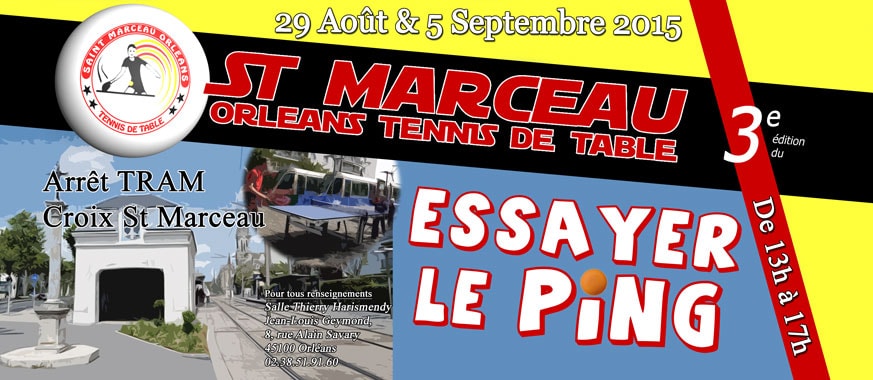 29 Août & 5 Septembre 2015
SAINT MARCEAU ORLEANS
TENNIS DE TABLE
ST MARCEAU
ORLEANS TENNIS DE TABLE
3e
édition
du
Arrêt TRAM
Croix St Marceau
ESSAYER
LE PiNG
De 13h à 17h
Pour tous renseignements
Salle Thierry Harismendy
Jean-Louis Geymond,
8, rue Alain Savary
45100 Orléans
02.38.51.91.60